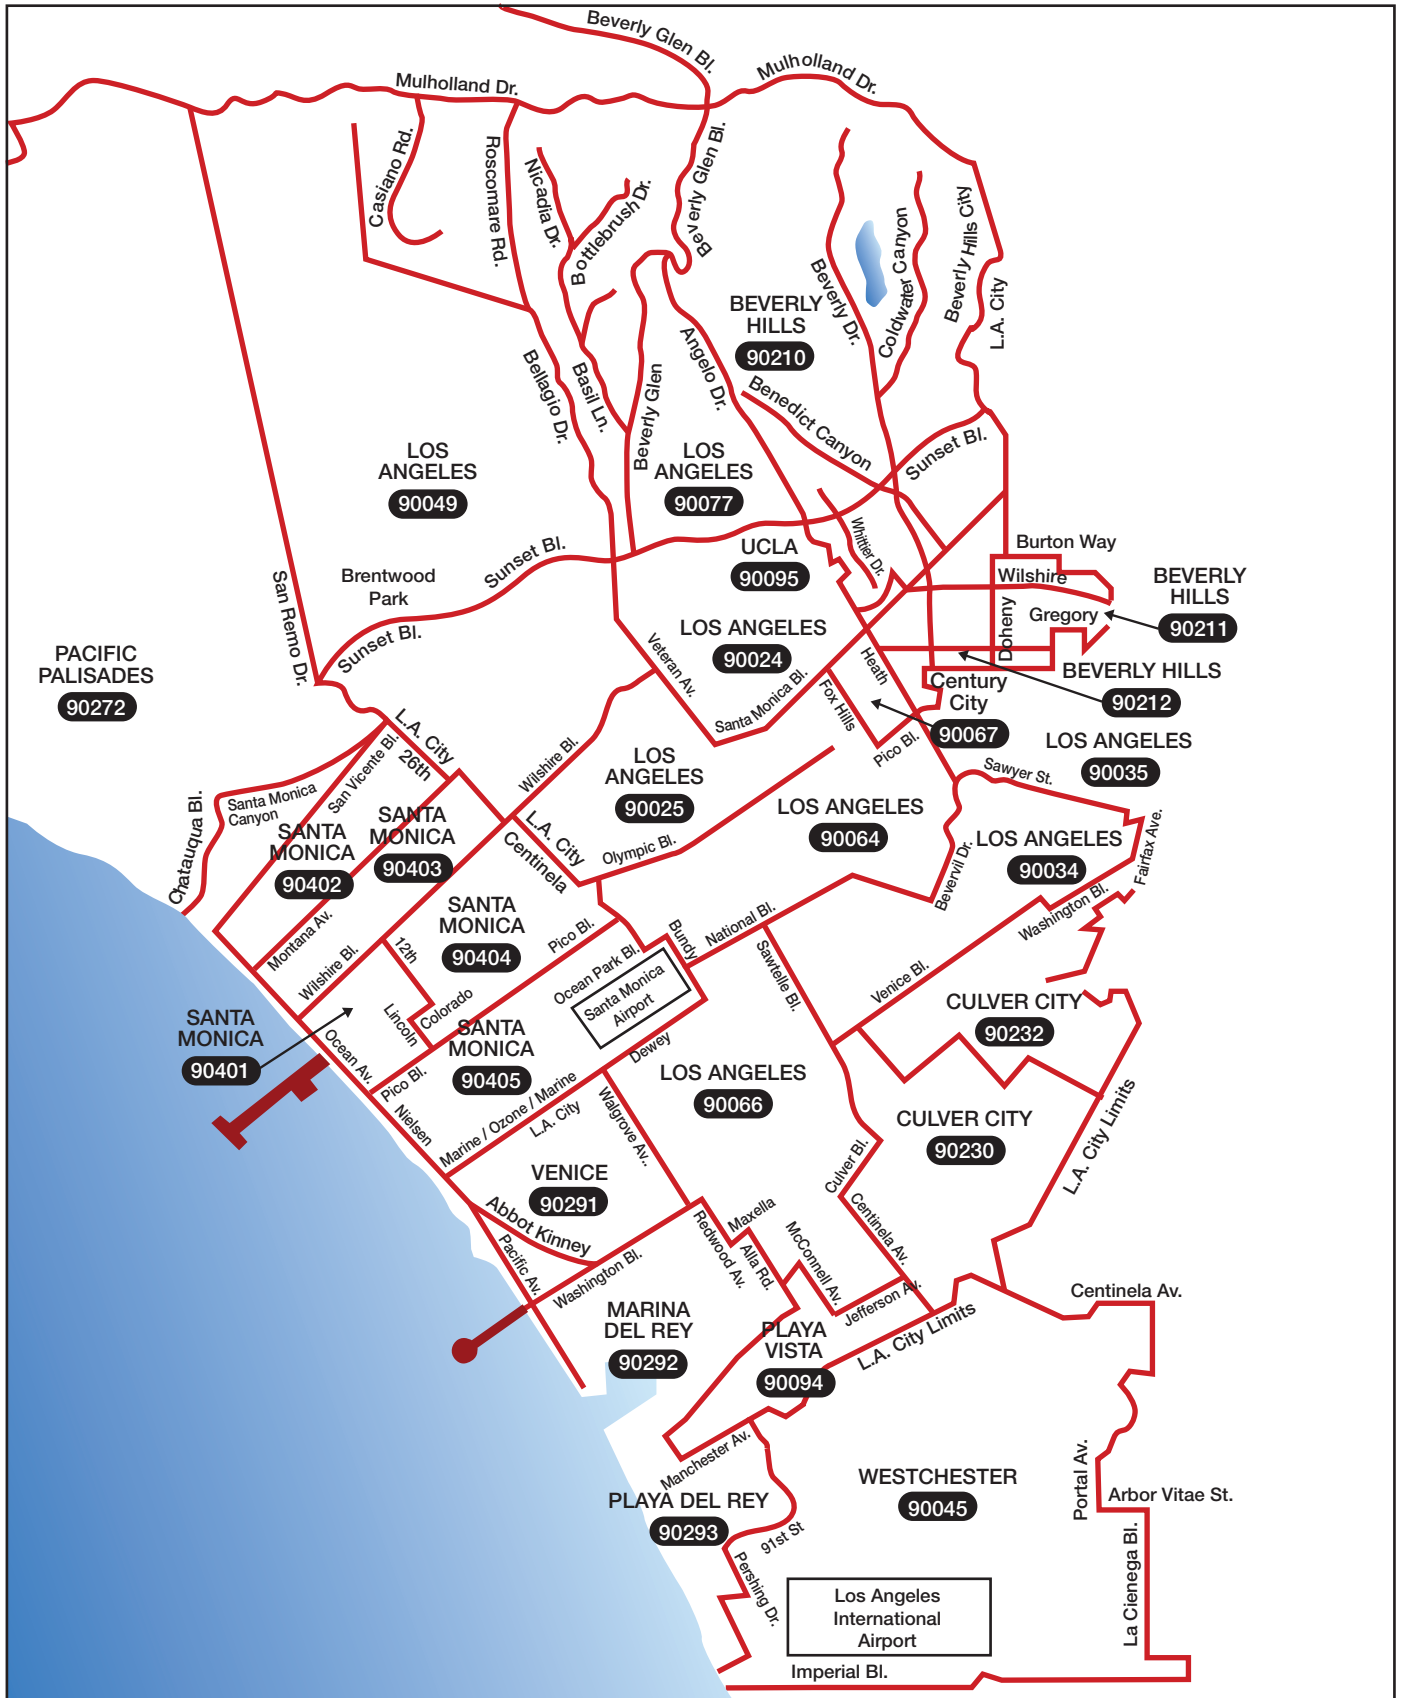 Beverly Glen Bl.
Mulholland Dr.
Mulholland Dr.
Casiano Rd.
Roscomare Rd.
Nicadia Dr.
Bottlebrush Dr.
Beverly Glen Bl.
Beverly Dr.
Coldwater Canyon
Beverly Hills City
L.A. City
BEVERLY
HILLS
90210
Bellagio Dr.
Basil Ln.
Beverly Glen
Angelo Dr.
Benedict Canyon
Sunset Bl.
LOS
ANGELES
90049
LOS
ANGELES
90077
Whittier Dr.
UCLA
90095
Burton Way
Wilshire
BEVERLY
HILLS
90211
Gregory
Doheny
Sunset Bl.
Brentwood
Park
Sunset Bl.
San Remo Dr.
LOS ANGELES
90024
Veteran Av.
Santa Monica Bl.
Fox Hills
Heath
Century
City
90067
BEVERLY HILLS
90212
PACIFIC
PALISADES
90272
L.A. City
26th
San Vicente Bl.
Wilshire Bl.
LOS
ANGELES
90025
Pico Bl.
LOS ANGELES
90035
Sawyer St.
Chatauqua Bl.
Santa Monica
Canyon
SANTA
MONICA
90402
SANTA
MONICA
90403
L.A. City
Centinela
Olympic Bl.
LOS ANGELES
90064
Bevervil Dr.
LOS ANGELES
90034
Fairfax Ave.
Washington Bl.
Montana Av.
Wilshire Bl.
SANTA
MONICA
90404
12th
Pico Bl.
Bundy
National Bl.
Sawtelle Bl.
Venice Bl.
Ocean Park Bl.
Santa Monica
Airport
CULVER CITY
90232
SANTA
MONICA
90401
Lincoln
Colorado
Ocean Av.
Pico Bl.
SANTA
MONICA
90405
Dewey
Nielsen
Marine / Ozone / Marine
L.A. City
Walgrove Av..
LOS ANGELES
90066
CULVER CITY
90230
L.A. City Limits
Culver Bl.
Centinela Av.
VENICE
90291
Abbot Kinney
Pacific Av.
Washington Bl.
Redwood Av.
Maxella
Alla Rd.
McConnell Av.
Jefferson Av.
L.A. City Limits
Centinela Av.
MARINA
DEL REY
90292
PLAYA
VISTA
90094
Manchester Av.
PLAYA DEL REY
90293
91st St
Pershing Dr.
WESTCHESTER
90045
Portal Av.
Arbor Vitae St.
La Cienega Bl.
Los Angeles
International
Airport
Imperial Bl.